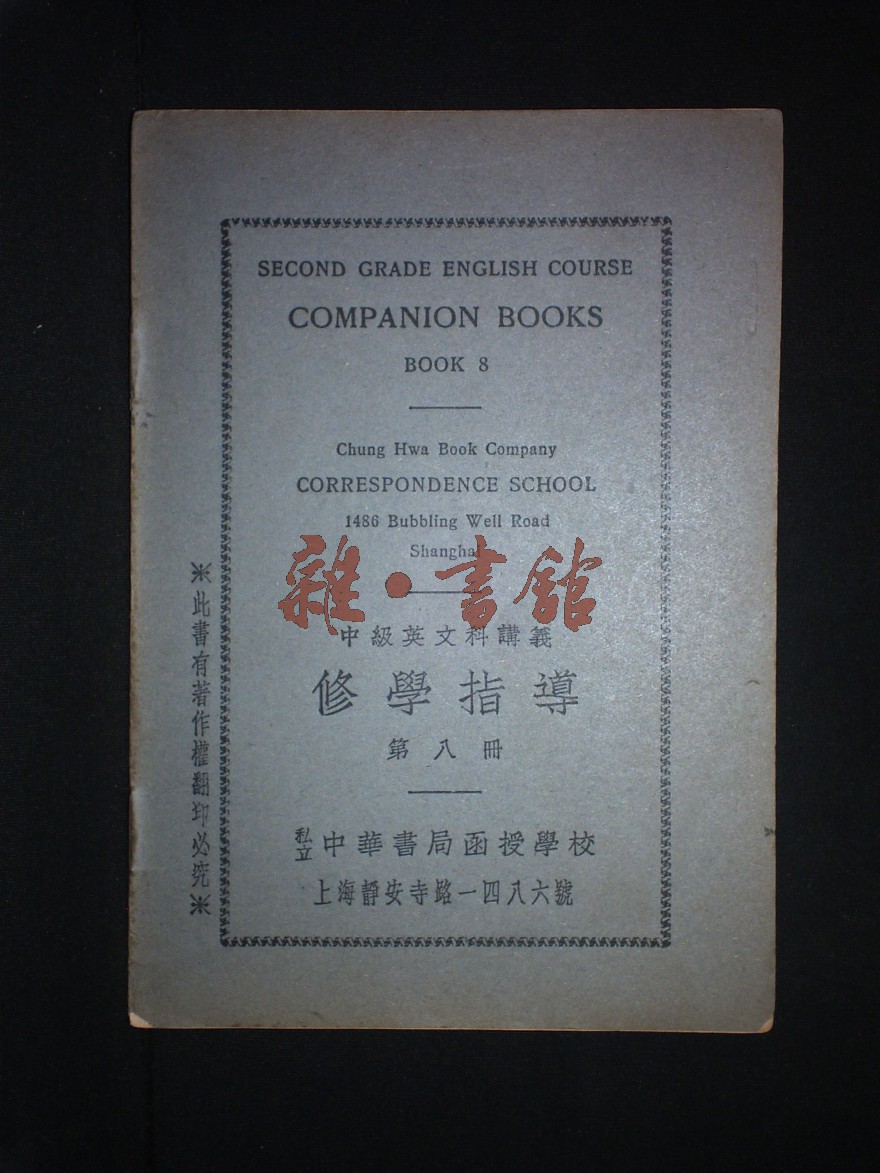 SECOND GRADE ENGLISH COURSE
COMPANION BOOKS
BOOK 8
Chung Hwa Book Company
CORRESPONDENCE SCHOOL
1486 Bubbling Well Road
Shanghai
雜·書館
中級英文科講義
修學指導
第八冊
私立中華書局函授學校
上海靜安寺路一四八六號
※此書有著作權翻印必究※